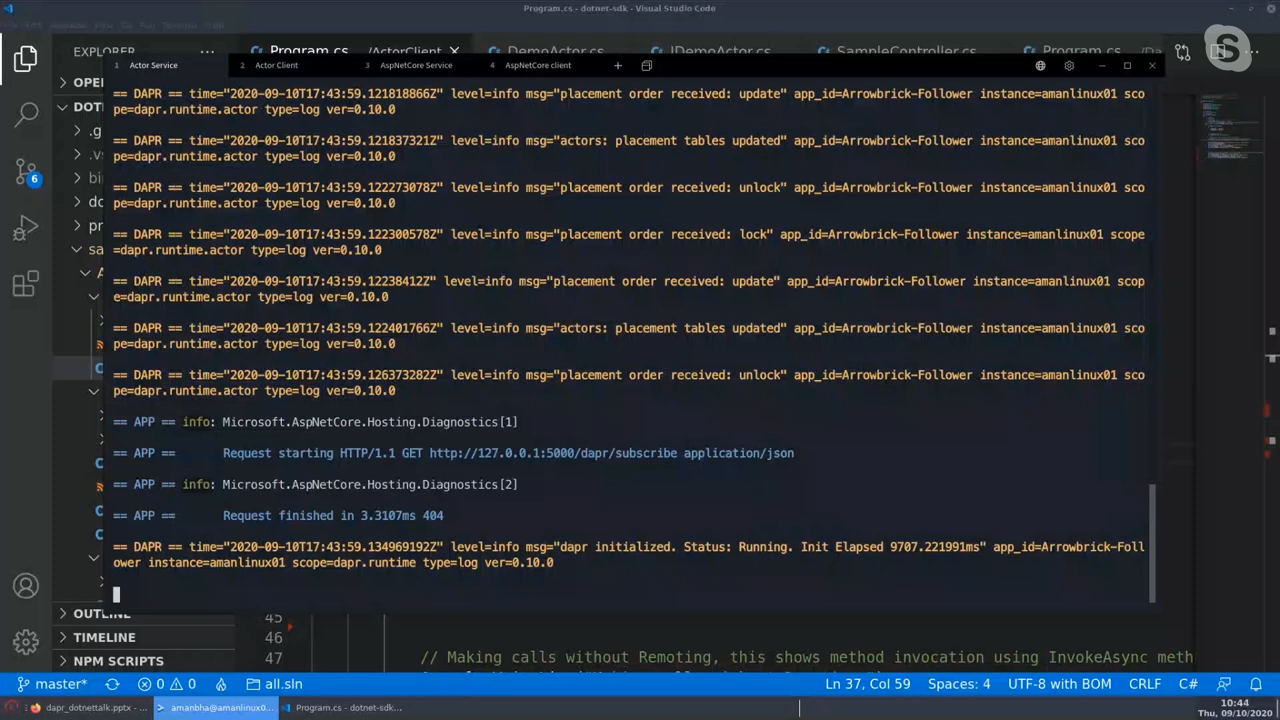 Program.cs - dotnet-sdk - Visual Studio Code
EXPLORER
Program.cs .../ActorClient
DemoActor.cs
IDemoActor.cs
SampleController.cs
Program.cs
1 Actor Service
2 Actor Client
3 AspNetCore Service
4 AspNetCore client
== DAPR == time="2020-09-10T17:43:59.121818866Z" level=info msg="placement order received: update" app_id=Arrowbrick-Follower instance=amanlinux01 sco
pe=dapr.runtime.actor type=log ver=0.10.0
== DAPR == time="2020-09-10T17:43:59.121837321Z" level=info msg="actors: placement tables updated" app_id=Arrowbrick-Follower instance=amanlinux01 sco
pe=dapr.runtime.actor type=log ver=0.10.0
== DAPR == time="2020-09-10T17:43:59.122273078Z" level=info msg="placement order received: unlock" app_id=Arrowbrick-Follower instance=amanlinux01 sco
pe=dapr.runtime.actor type=log ver=0.10.0
== DAPR == time="2020-09-10T17:43:59.122300578Z" level=info msg="placement order received: lock" app_id=Arrowbrick-Follower instance=amanlinux01 scope
=dapr.runtime.actor type=log ver=0.10.0
== DAPR == time="2020-09-10T17:43:59.12238412Z" level=info msg="placement order received: update" app_id=Arrowbrick-Follower instance=amanlinux01 scop
e=dapr.runtime.actor type=log ver=0.10.0
== DAPR == time="2020-09-10T17:43:59.122401766Z" level=info msg="actors: placement tables updated" app_id=Arrowbrick-Follower instance=amanlinux01 sco
pe=dapr.runtime.actor type=log ver=0.10.0
== DAPR == time="2020-09-10T17:43:59.126373282Z" level=info msg="placement order received: unlock" app_id=Arrowbrick-Follower instance=amanlinux01 sco
pe=dapr.runtime.actor type=log ver=0.10.0
== APP == info: Microsoft.AspNetCore.Hosting.Diagnostics[1]
== APP == Request starting HTTP/1.1 GET http://127.0.0.1:5000/dapr/subscribe application/json
== APP == info: Microsoft.AspNetCore.Hosting.Diagnostics[2]
== APP == Request finished in 3.3107ms 404
== DAPR == time="2020-09-10T17:43:59.134969192Z" level=info msg="dapr initialized. Status: Running. Init Elapsed 9707.221991ms" app_id=Arrowbrick-Foll
ower instance=amanlinux01 scope=dapr.runtime type=log ver=0.10.0
6
OUTLINE
TIMELINE
NPM SCRIPTS
45
46
47 // Making calls without Remoting, this shows method invocation using InvokeAsync meth
master* 0 0 all.sln Ln 37, Col 59 Spaces: 4 UTF-8 with BOM CRLF C#
dapr_dotnettalk.pptx - ... amanbha@amanlinux0... Program.cs - dotnet-sdk...
10:44
Thu, 09/10/2020